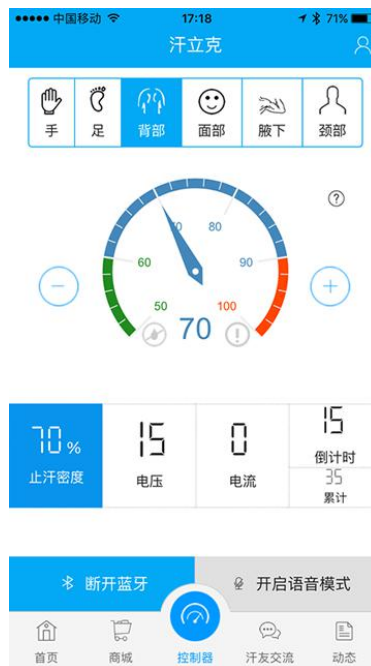 中国移动 17:18 71%
汗立克
手 足 背部 面部 腋下 颈部
70 80
60 90
50 100
70
70% 15 0 15
止汗密度 电压 电流 倒计时
35
累计
断开蓝牙 开启语音模式
首页 商城 控制器 汗友交流 动态